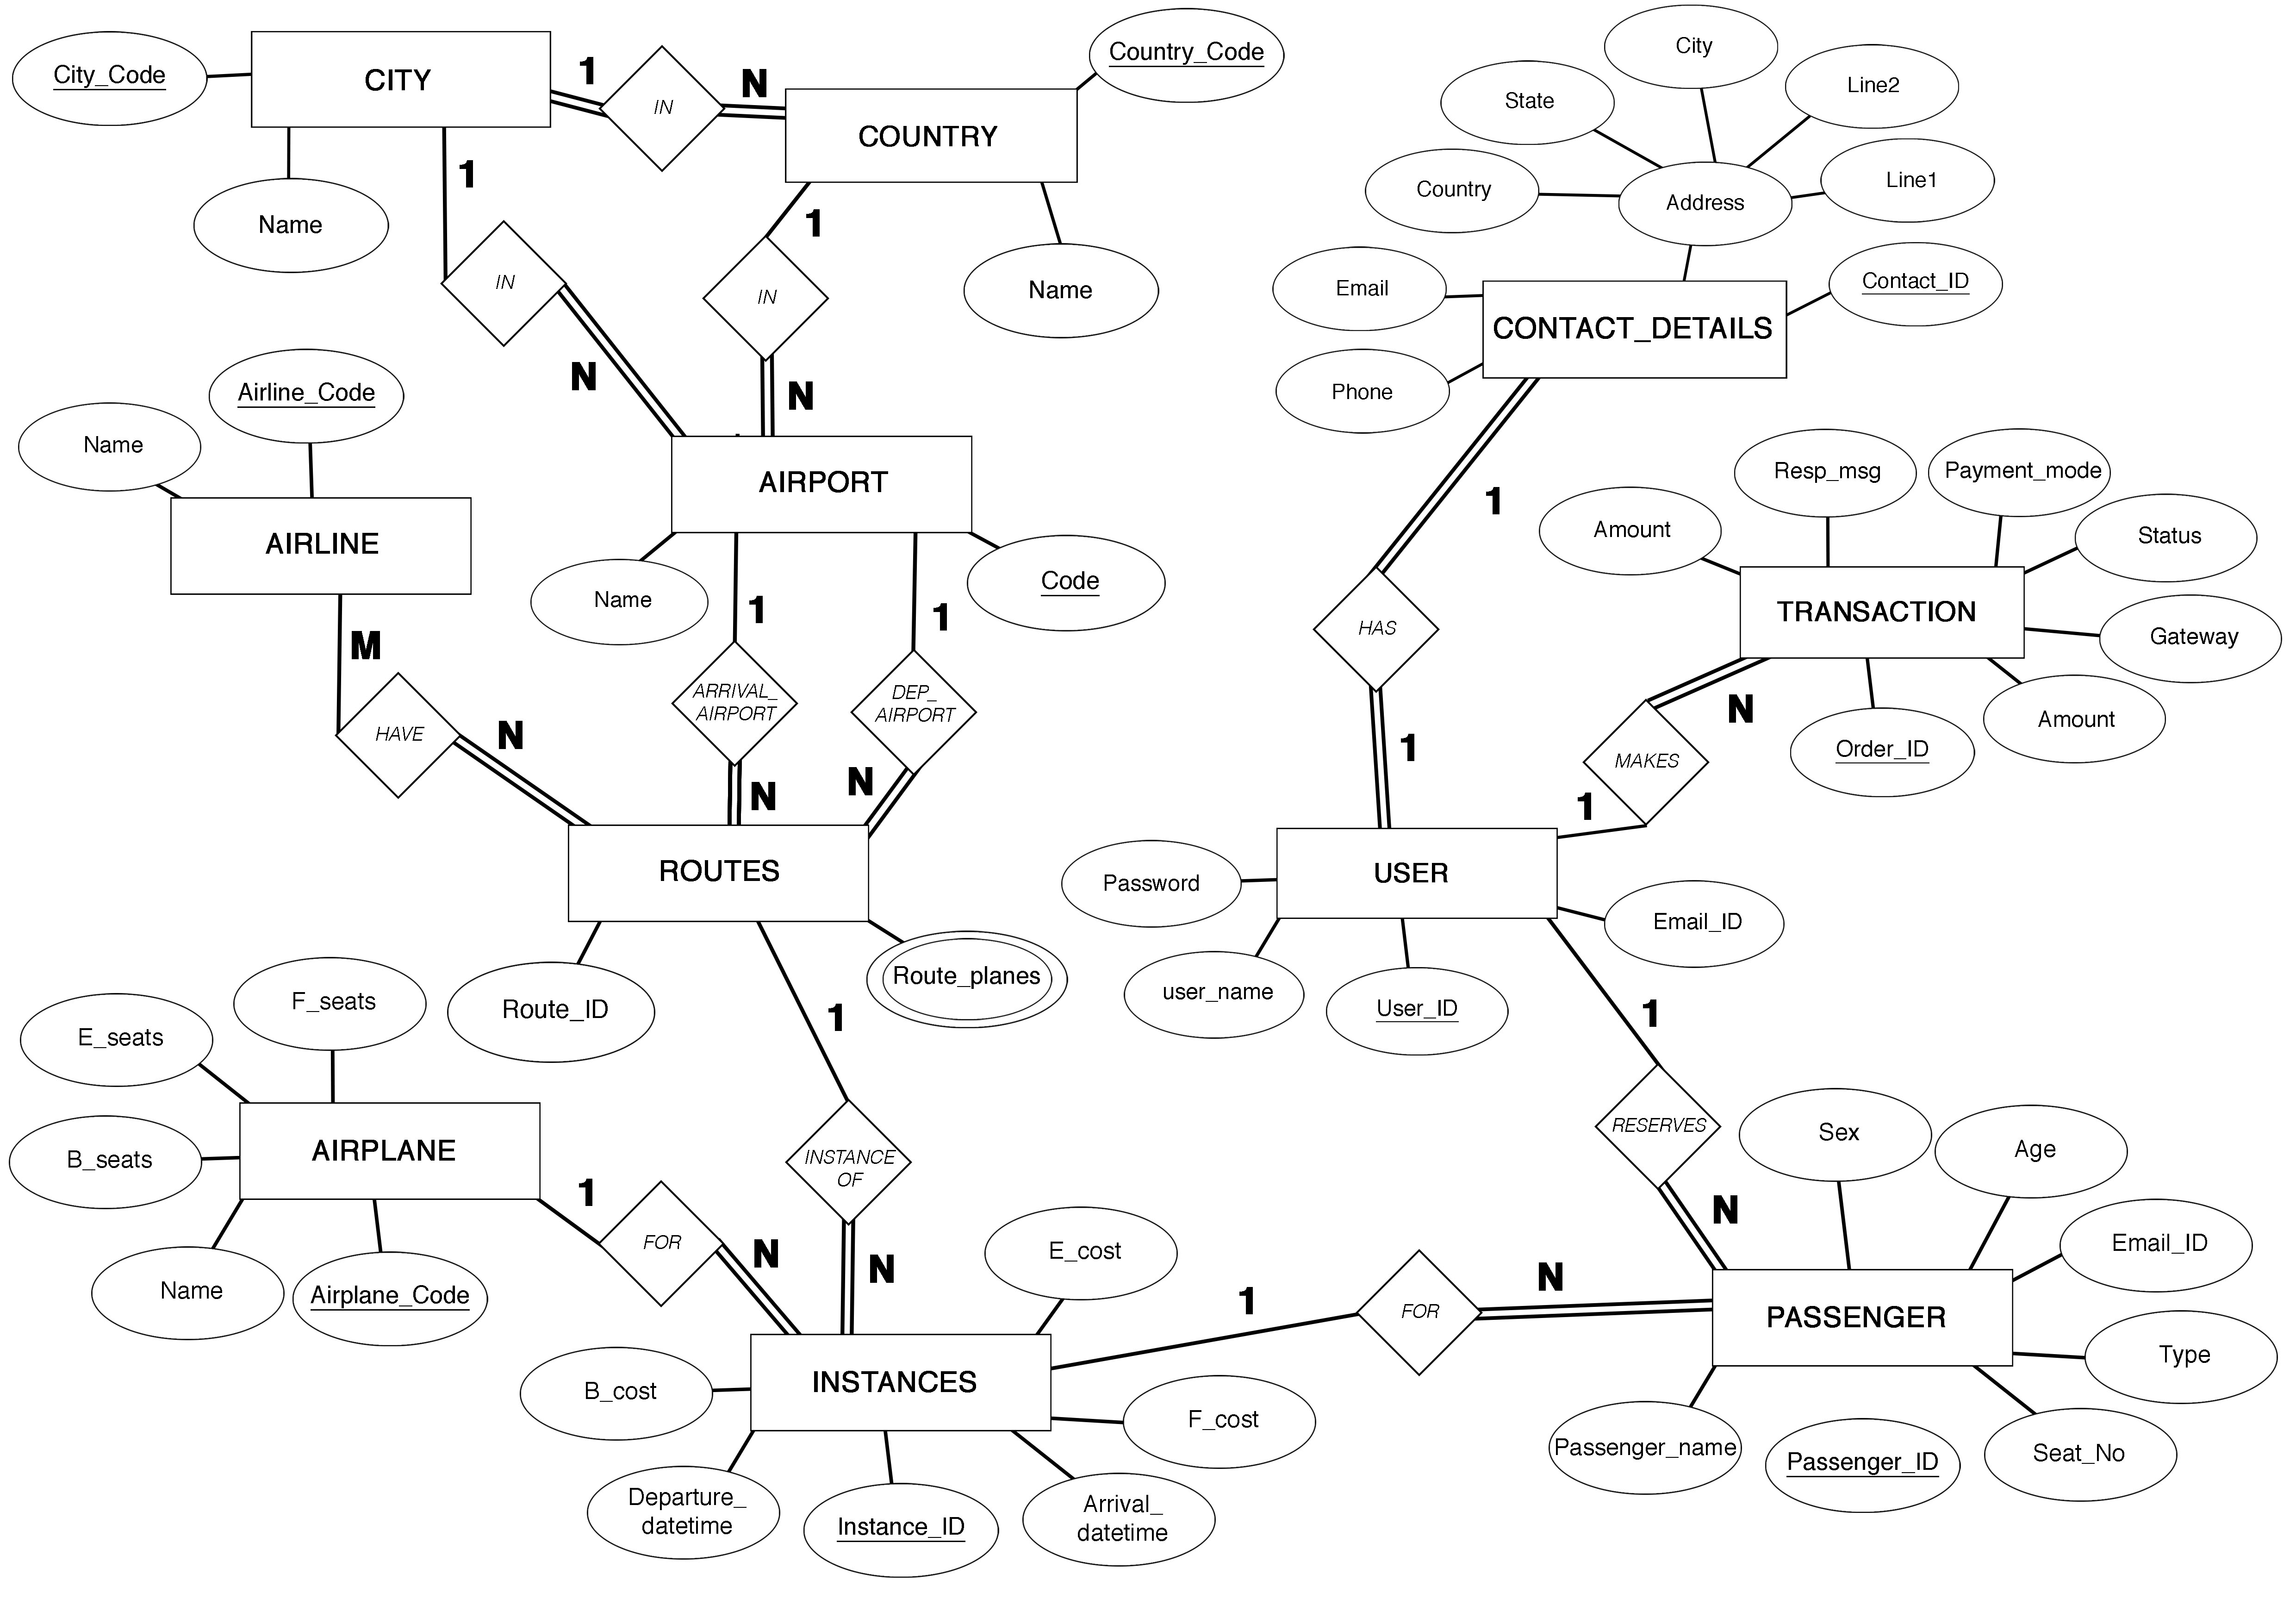 City_Code
CITY
1
IN
N
COUNTRY
Country_Code
Name
1
IN
N
1
IN
N
Name
City
State
Line2
Country
Address
Line1
Email
Contact_ID
CONTACT_DETAILS
Phone
Airline_Code
Name
AIRLINE
AIRPORT
Name
Code
M
HAVE
N
1
ARRIVAL_
AIRPORT
N
1
DEP_
AIRPORT
N
1
HAS
1
Amount
Resp_msg
Payment_mode
Status
TRANSACTION
Gateway
Amount
Order_ID
N
MAKES
1
ROUTES
Route_ID
Route_planes
Password
USER
Email_ID
user_name
User_ID
1
INSTANCE
OF
N
1
RESERVES
N
F_seats
E_seats
B_seats
AIRPLANE
Name
Airplane_Code
1
FOR
N
E_cost
B_cost
INSTANCES
F_cost
Departure_
datetime
Instance_ID
Arrival_
datetime
1
FOR
N
Sex
Age
Email_ID
PASSENGER
Type
Passenger_name
Passenger_ID
Seat_No